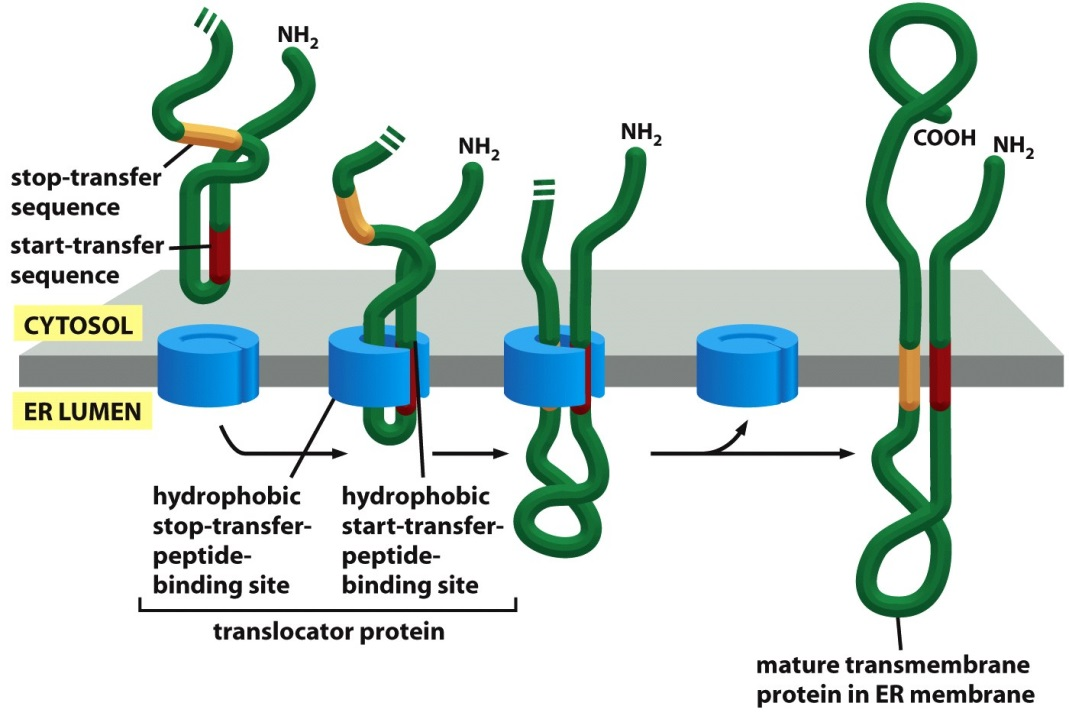 NH2
NH2
NH2
COOH
NH2
stop-transfer
sequence
start-transfer
sequence
CYTOSOL
ER LUMEN
hydrophobic
stop-transfer-
peptide-
binding site
hydrophobic
start-transfer-
peptide-
binding site
translocator protein
mature transmembrane
protein in ER membrane